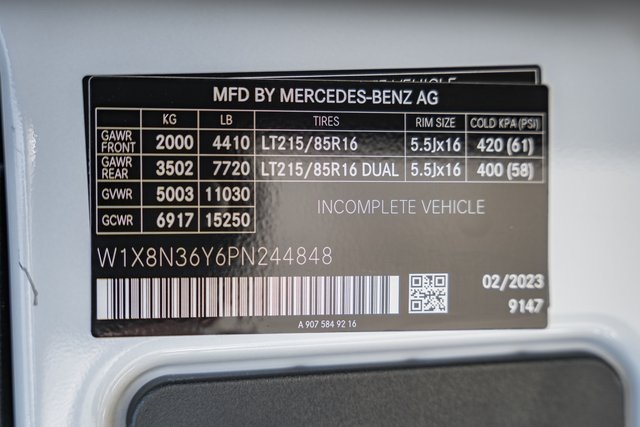 VEHICLE
MFD BY MERCEDES-BENZ AG
KG LB TIRES RIM SIZE COLD KPA (PSI)
GAWR FRONT 2000 4410 LT215/85R16 5.5Jx16 420 (61)
GAWR REAR 3502 7720 LT215/85R16 DUAL 5.5Jx16 400 (58)
GVWR 5003 11030
GCWR 6917 15250
INCOMPLETE VEHICLE
W1X8N36Y6PN244848
02/2023
9147
A 907 584 92 16